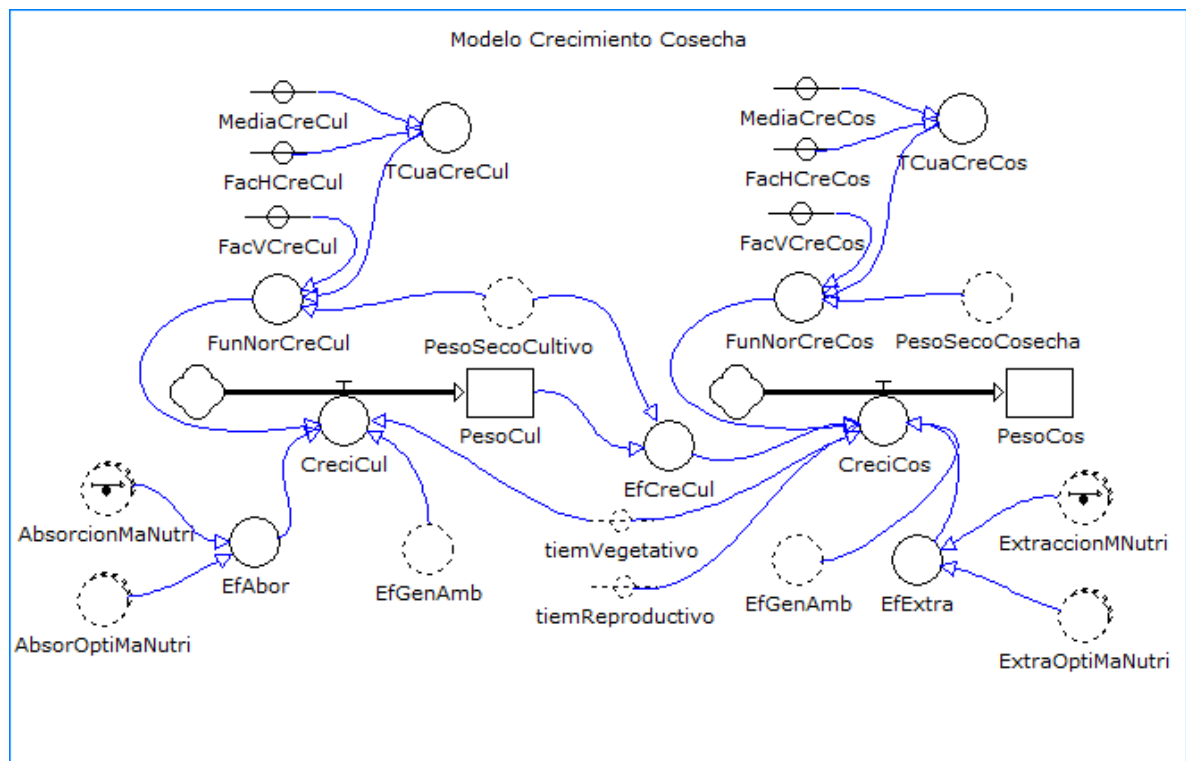 Modelo Crecimiento Cosecha
MediaCreCul
FacHCreCul
TCuaCreCul
FacVCreCul
FunNorCreCul
PesoSecoCultivo
PesoCul
CreciCul
AbsorcionMaNutri
EfAbor
AbsorOptiMaNutri
EfGenAmb
EfCreCul
tiemVegetativo
tiemReproductivo
MediaCreCos
FacHCreCos
TCuaCreCos
FacVCreCos
FunNorCreCos
PesoSecoCosecha
PesoCos
CreciCos
ExtraccionMNutri
EfGenAmb
EfExtra
ExtraOptiMaNutri